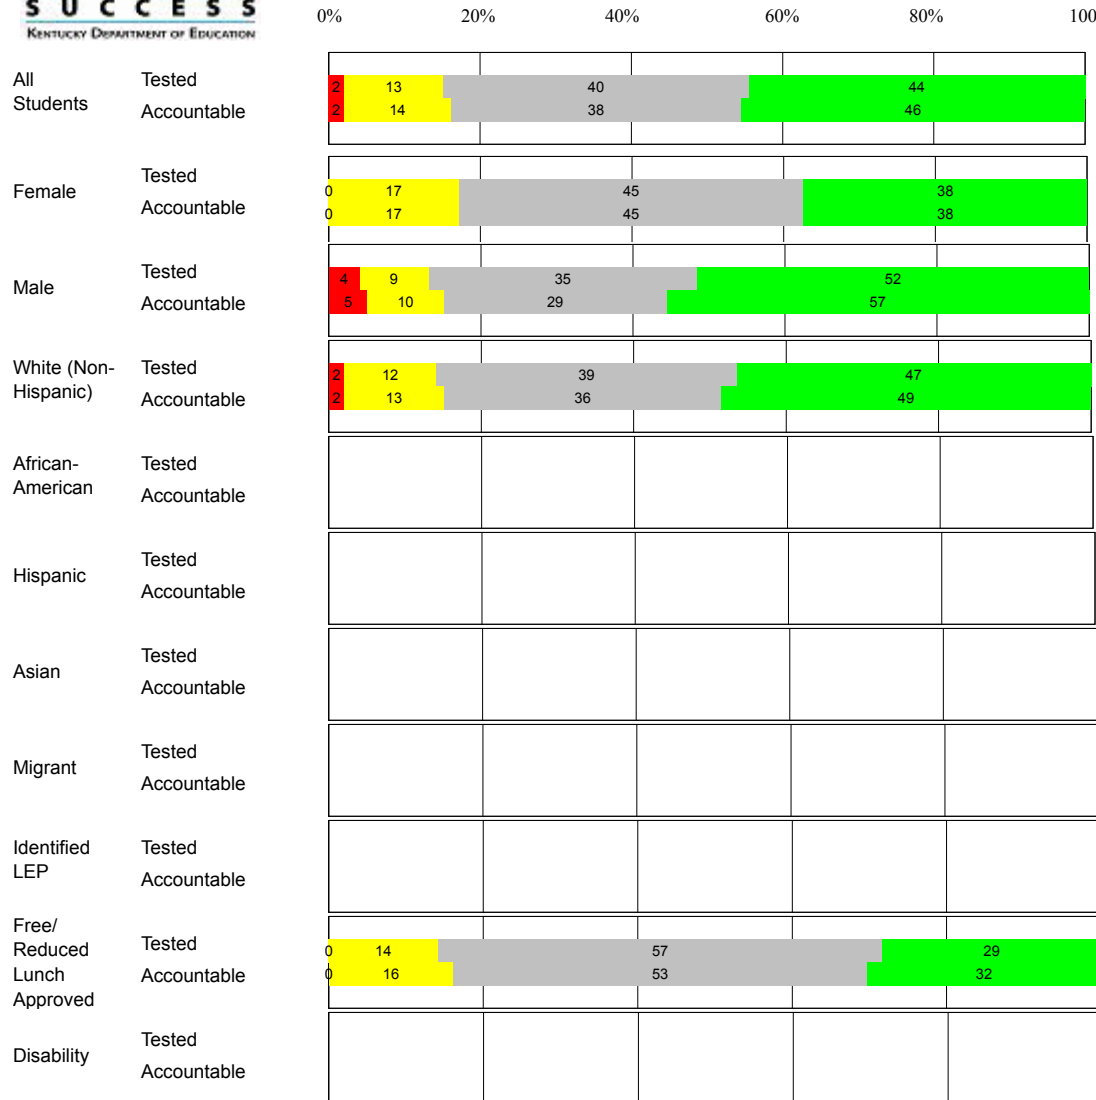 SUCCESS
KENTUCKY DEPARTMENT OF EDUCATION
0% 20% 40% 60% 80% 100
All Students
Tested 2 13 40 44
Accountable 2 14 38 46
Female
Tested 0 17 45 38
Accountable 0 17 45 38
Male
Tested 4 9 35 52
Accountable 5 10 29 57
White (Non-
Hispanic)
Tested 2 12 39 47
Accountable 2 13 36 49
African-
American
Tested
Accountable
Hispanic
Tested
Accountable
Asian
Tested
Accountable
Migrant
Tested
Accountable
Identified
LEP
Tested
Accountable
Free/
Reduced
Lunch
Approved
Tested 0 14 57 29
Accountable 0 16 53 32
Disability
Tested
Accountable